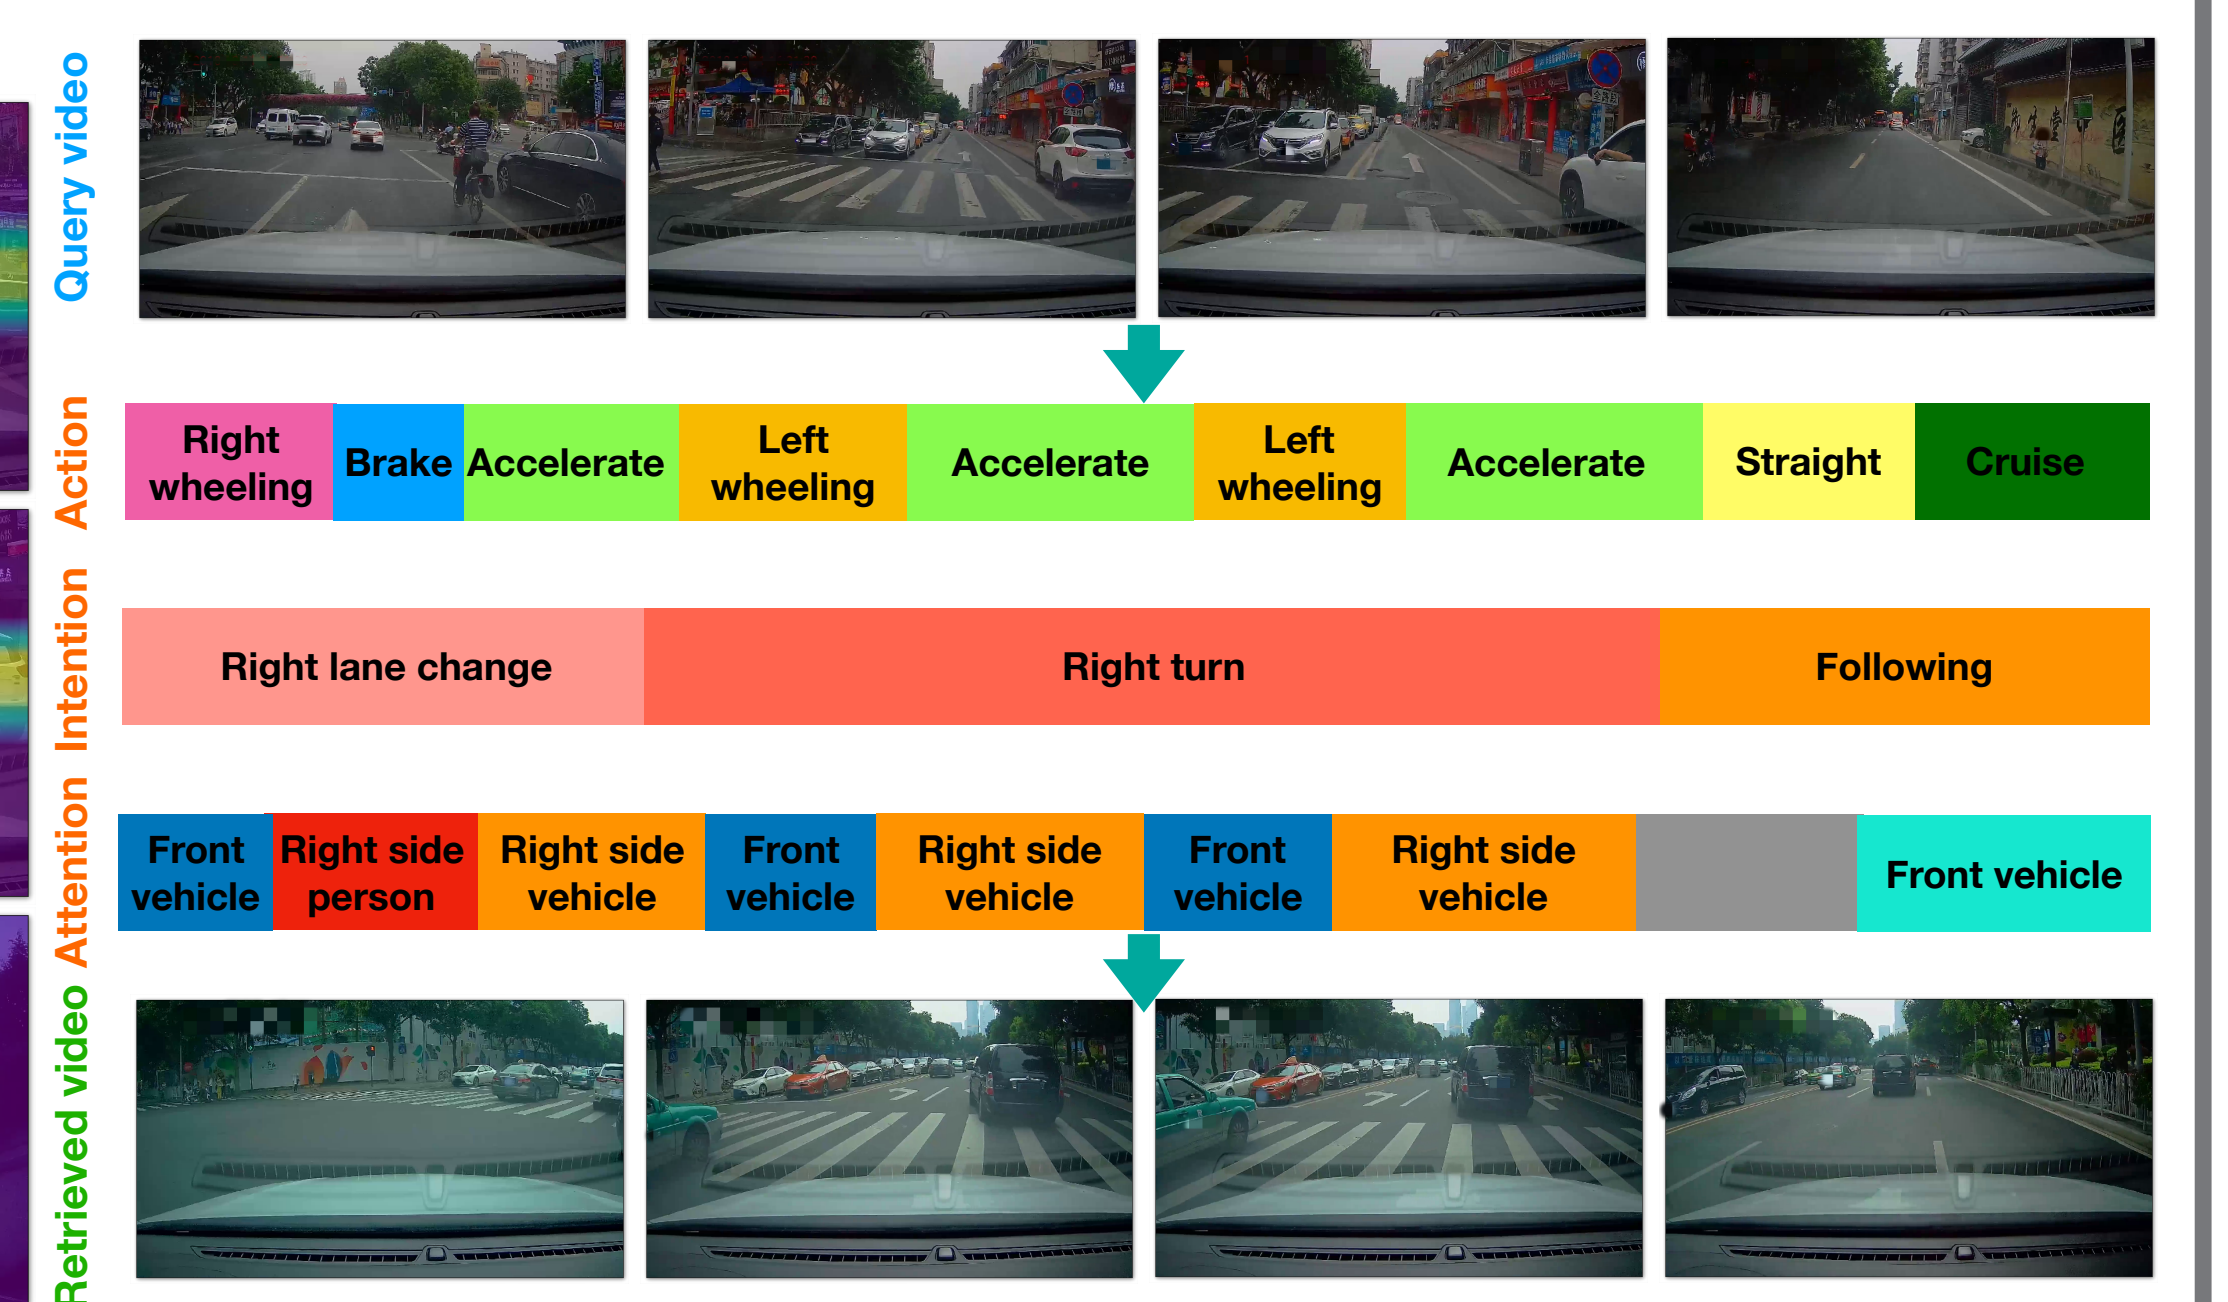 Query video
Action
Right
wheeling
Brake
Accelerate
Left
wheeling
Accelerate
Left
wheeling
Accelerate
Straight
Cruise
Intention
Right lane change
Right turn
Following
Attention
Front
vehicle
Right side
person
Right side
vehicle
Front
vehicle
Right side
vehicle
Front
vehicle
Right side
vehicle
Front vehicle
Retrieved video